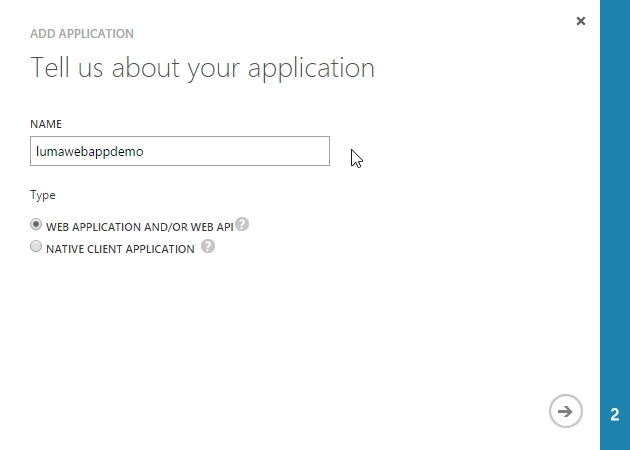 ADD APPLICATION
Tell us about your application
NAME
lumawebappdemo
Type
WEB APPLICATION AND/OR WEB API ?
NATIVE CLIENT APPLICATION ?
2